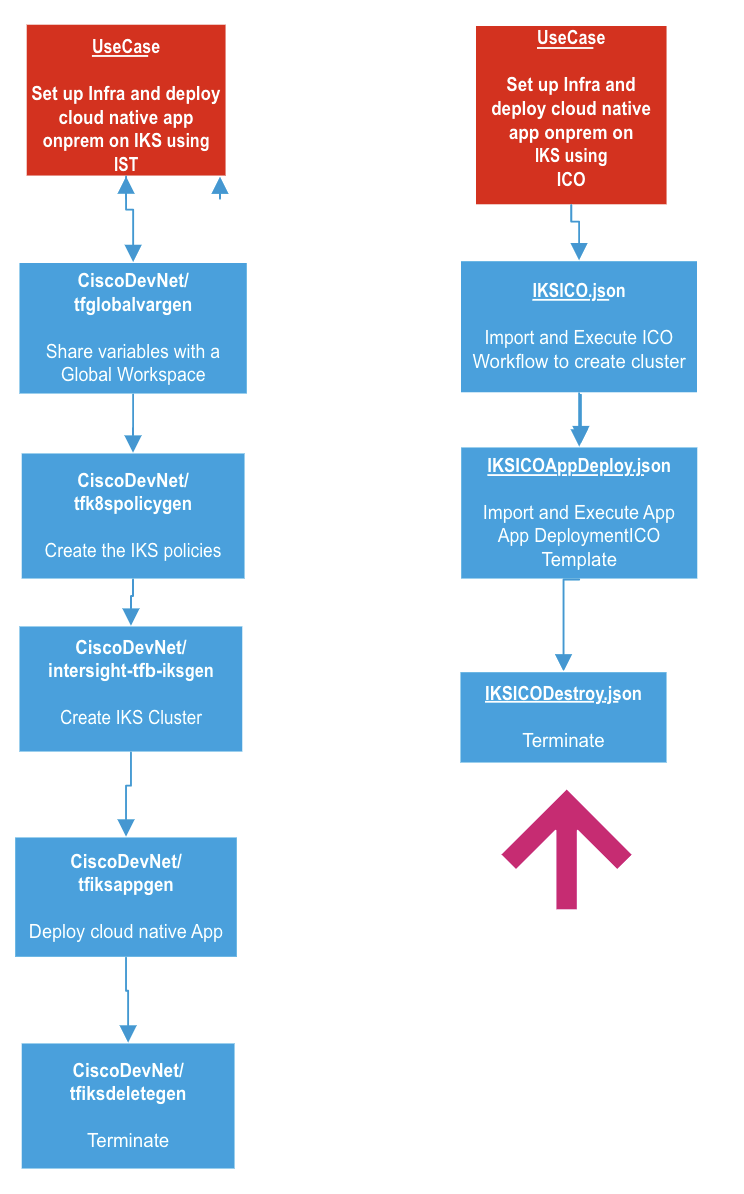 UseCase
Set up Infra and deploy
cloud native app
onprem on IKS using
IST
CiscoDevNet/
tfglobalvargen
Share variables with a
Global Workspace
CiscoDevNet/
tfk8spolicygen
Create the IKS policies
CiscoDevNet/
intersight-tfb-iksgen
Create IKS Cluster
CiscoDevNet/
tfiksappgen
Deploy cloud native App
CiscoDevNet/
tfiksdeletegen
Terminate
UseCase
Set up Infra and
deploy cloud native
app onprem on
IKS using
ICO
IKSICO.json
Import and Execute ICO
Workflow to create cluster
IKSICOAppDeploy.json
Import and Execute App
App DeploymentICO
Template
IKSICODestroy.json
Terminate